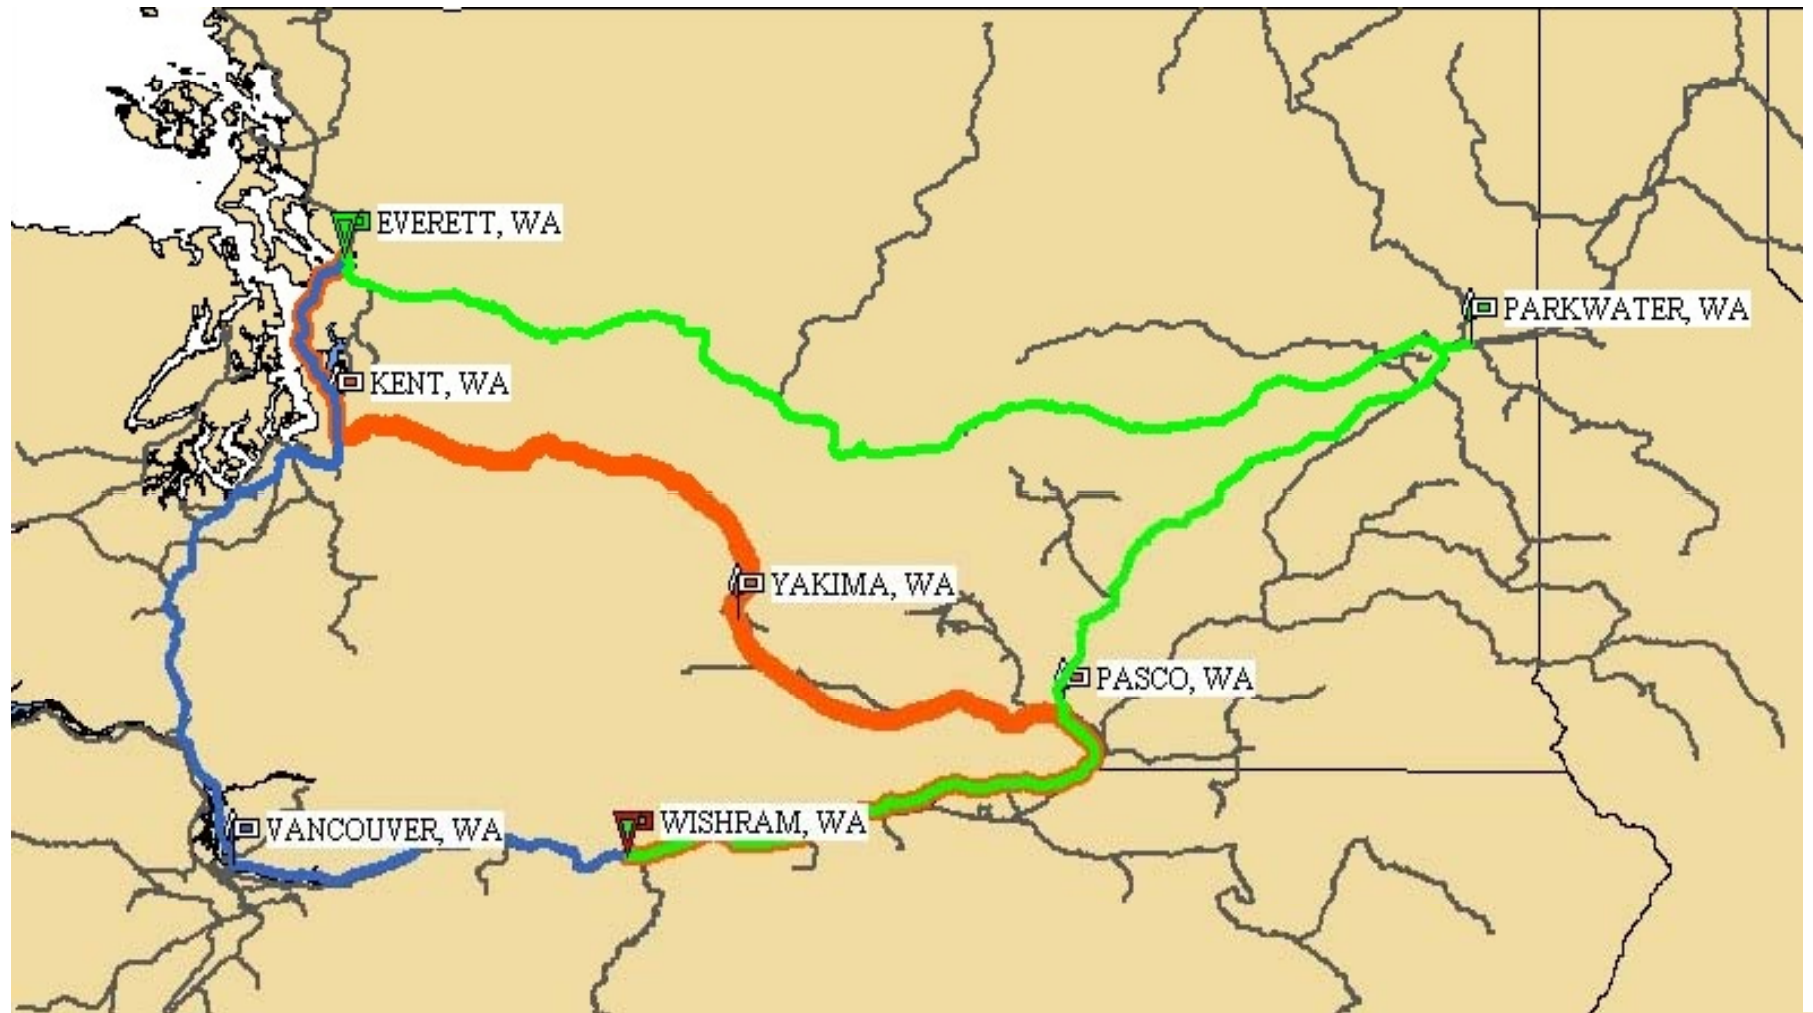 EVERETT, WA
PARKWATER, WA
KENT, WA
YAKIMA, WA
PASCO, WA
WISHRAM, WA
VANCOUVER, WA